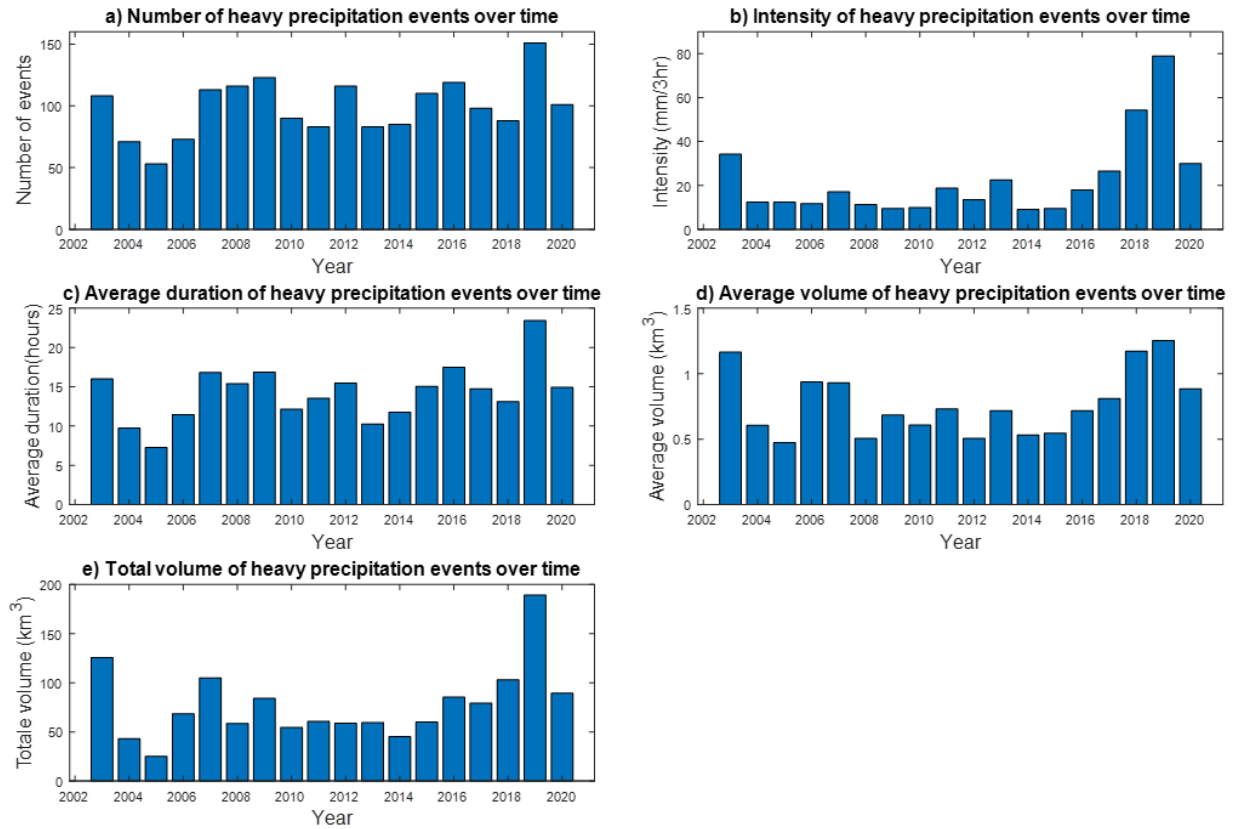 a) Number of heavy precipitation events over time
Number of events
150
100
50
0
2002 2004 2006 2008 2010 2012 2014 2016 2018 2020
Year
b) Intensity of heavy precipitation events over time
Intensity (mm/3hr)
80
60
40
20
0
2002 2004 2006 2008 2010 2012 2014 2016 2018 2020
Year
c) Average duration of heavy precipitation events over time
Average duration(hours)
25
20
15
10
5
0
2002 2004 2006 2008 2010 2012 2014 2016 2018 2020
Year
d) Average volume of heavy precipitation events over time
Average volume (km³)
1.5
1
0.5
0
2002 2004 2006 2008 2010 2012 2014 2016 2018 2020
Year
e) Total volume of heavy precipitation events over time
Totale volume (km³)
200
150
100
50
0
2002 2004 2006 2008 2010 2012 2014 2016 2018 2020
Year